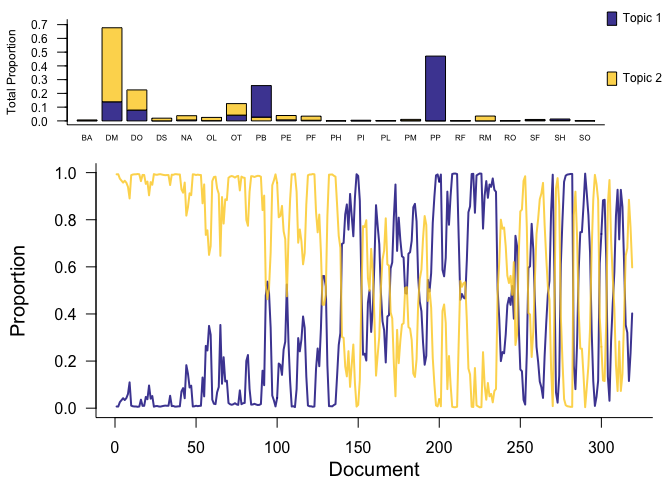 Total Proportion
0.7
0.6
0.5
0.4
0.3
0.2
0.1
0.0
BA DM DO DS NA OL OT PB PE PF PH PI PL PM PP RF RM RO SF SH SO
Topic 1
Topic 2
Proportion
1.0
0.8
0.6
0.4
0.2
0.0
0 50 100 150 200 250 300
Document